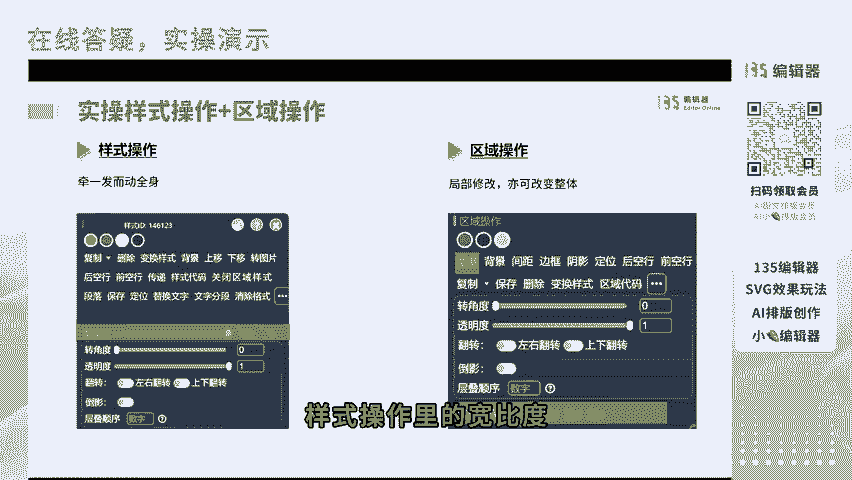 在线答疑，实操演示
135 编辑器
实操样式操作+区域操作
135 编辑器
Editor Online
样式操作
牵一发而动全身
区域操作
局部修改，亦可改变整体
扫码领取会员
样式ID: 146123
复制 删除 变换样式 背景 上移 下移 转图片
后空行 前空行 传递 样式代码 关闭区域样式
段落 保存 定位 替换文字 文字分段 清除格式
转角度 0
透明度 1
翻转： 左右翻转 上下翻转
倒影：
层叠顺序 数字
区域操作
背景 间距 边框 阴影 定位 后空行 前空行
复制 保存 删除 变换样式 区域代码
转角度 0
透明度 1
翻转： 左右翻转 上下翻转
倒影：
层叠顺序 数字
135编辑器
SVG效果玩法
AI排版创作
小 编辑器
样式操作里的宽比度